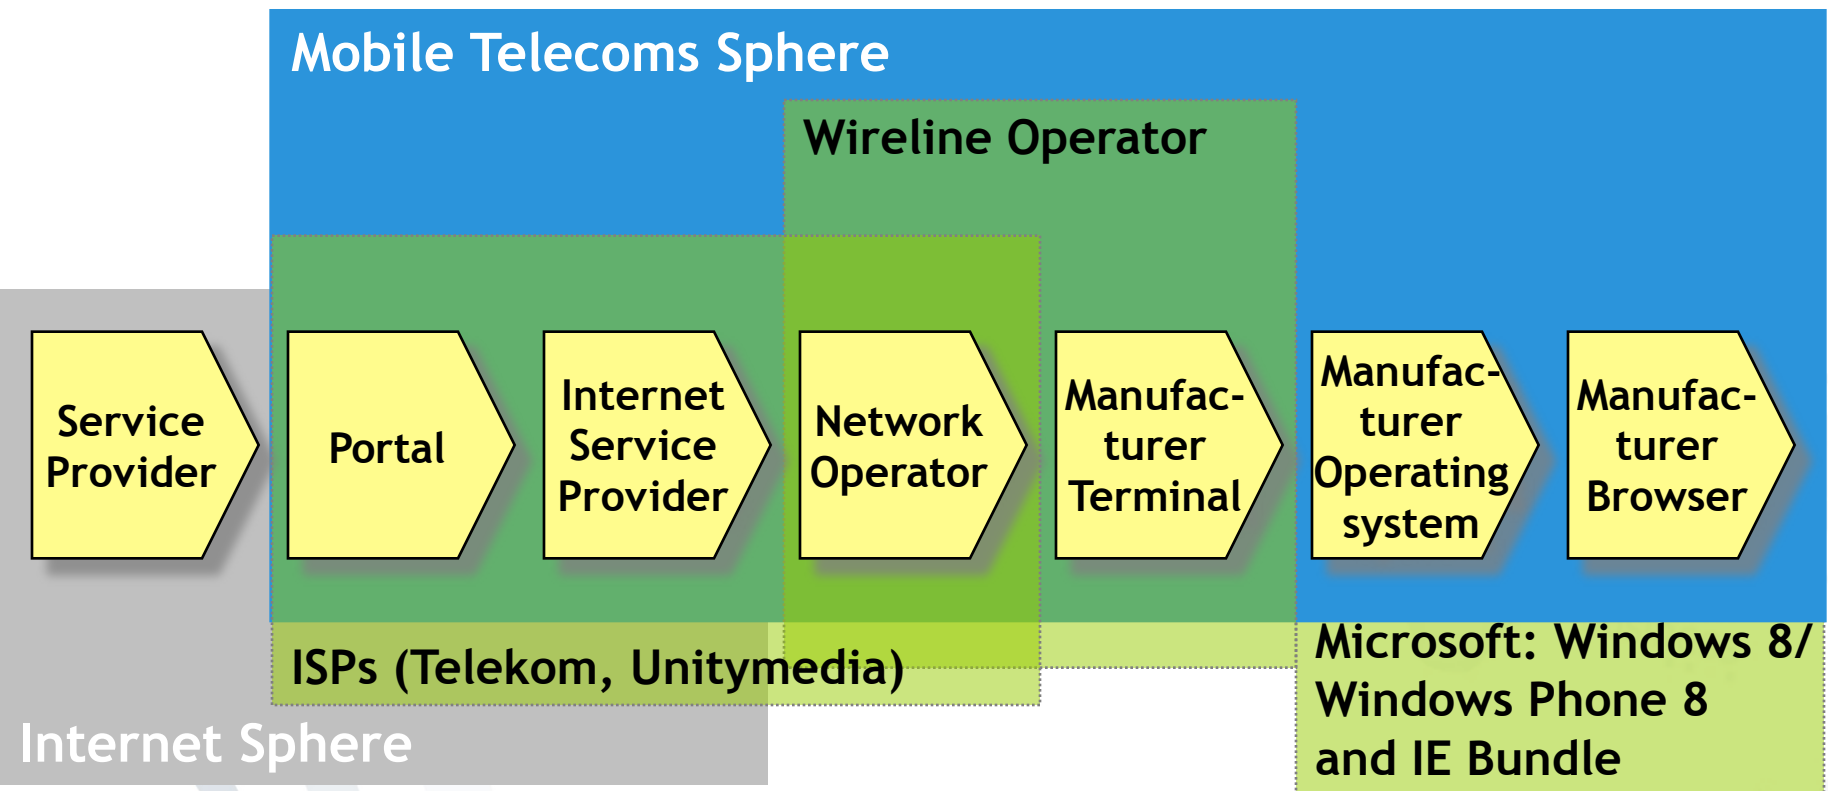 Mobile Telecoms Sphere
Wireline Operator
Service
Provider
Portal
Internet
Service
Provider
Network
Operator
Manufac-
turer
Terminal
Manufac-
turer
Operating
system
Manufac-
turer
Browser
ISPs (Telekom, Unitymedia)
Microsoft: Windows 8/
Windows Phone 8
and IE Bundle
Internet Sphere